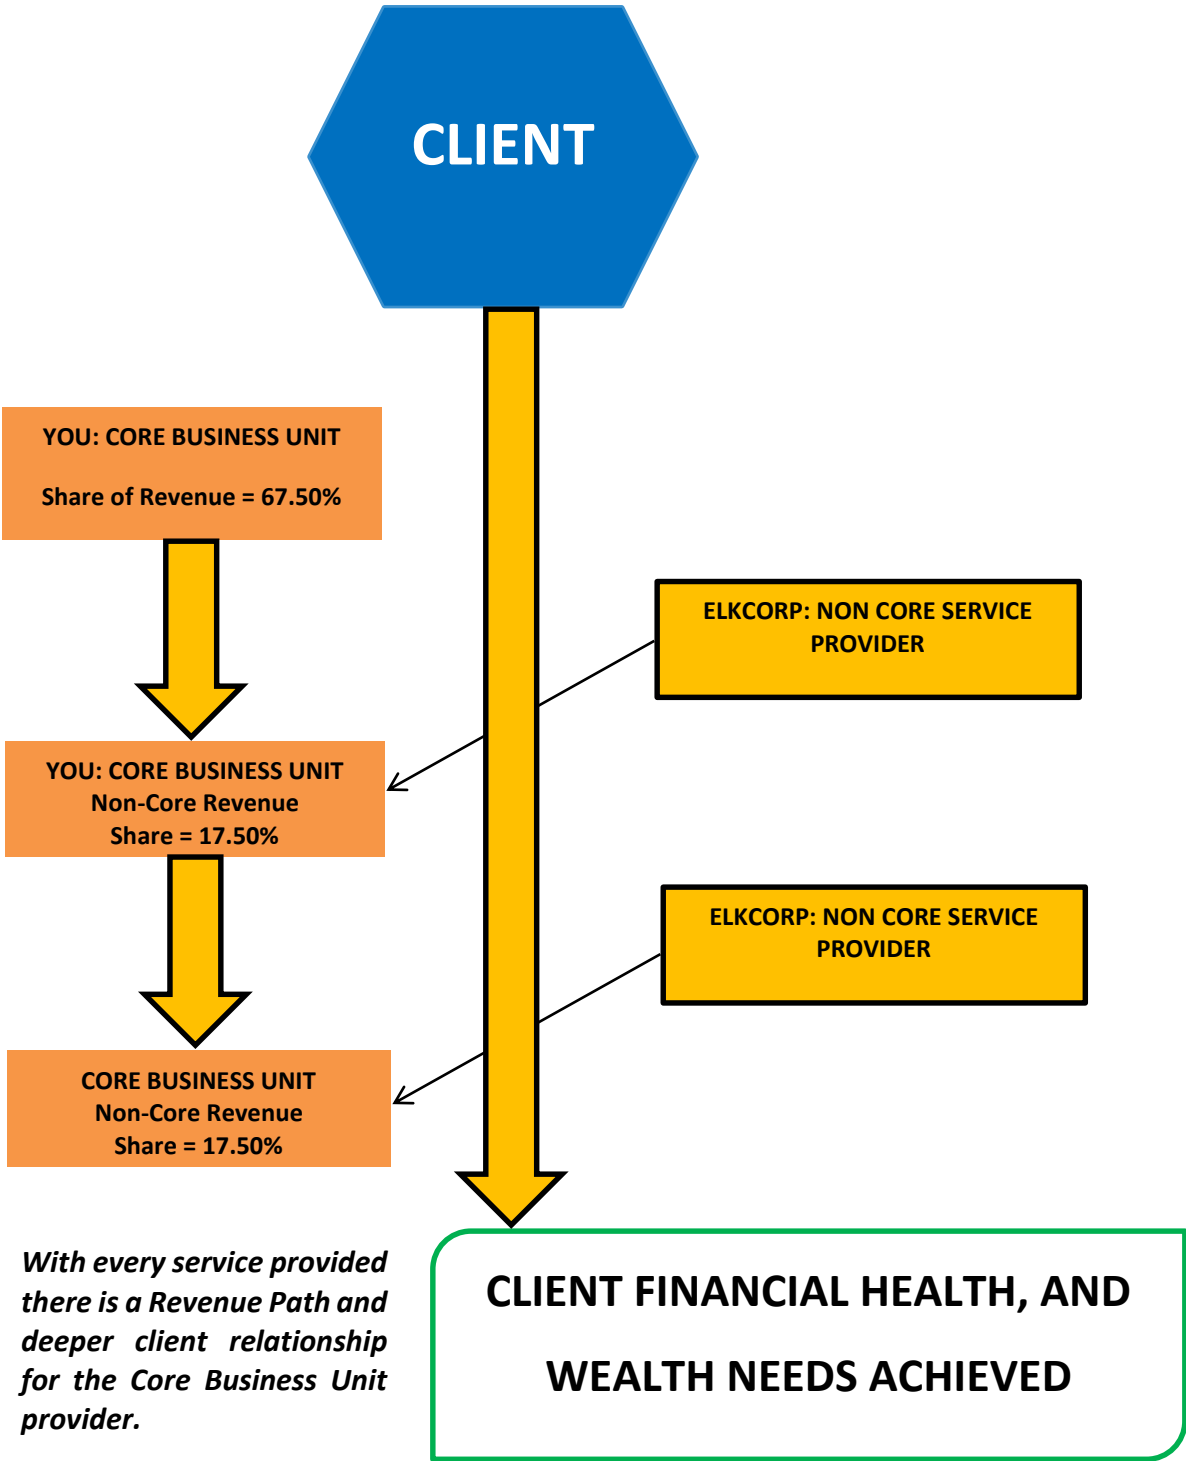 CLIENT
YOU: CORE BUSINESS UNIT
Share of Revenue = 67.50%
ELKCORP: NON CORE SERVICE
PROVIDER
YOU: CORE BUSINESS UNIT
Non-Core Revenue
Share = 17.50%
ELKCORP: NON CORE SERVICE
PROVIDER
CORE BUSINESS UNIT
Non-Core Revenue
Share = 17.50%
With every service provided
there is a Revenue Path and
deeper client relationship
for the Core Business Unit
provider.
CLIENT FINANCIAL HEALTH, AND
WEALTH NEEDS ACHIEVED